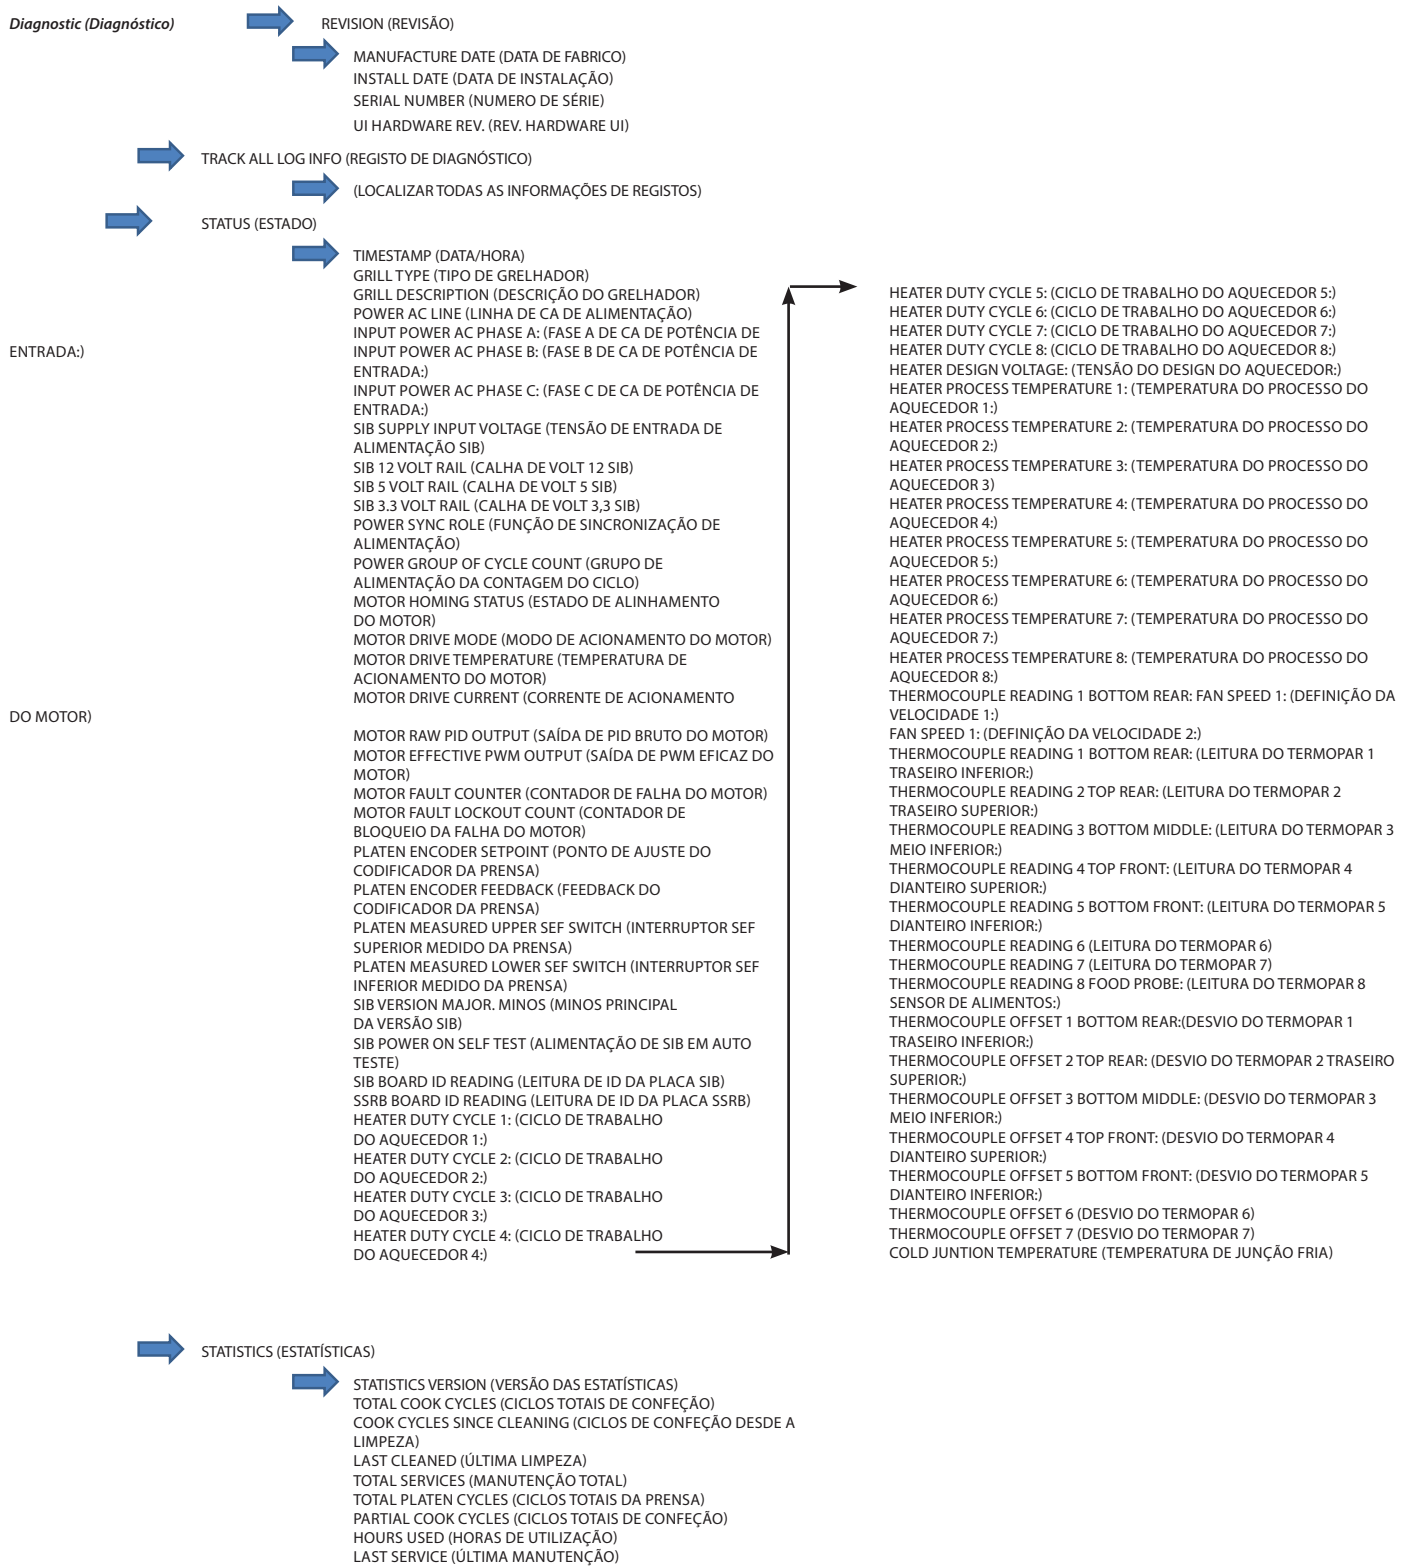 Diagnostic (Diagnóstico)
REVISION (REVISÃO)
MANUFACTURE DATE (DATA DE FABRICO)
INSTALL DATE (DATA DE INSTALAÇÃO)
SERIAL NUMBER (NUMERO DE SÉRIE)
UI HARDWARE REV. (REV. HARDWARE UI)
TRACK ALL LOG INFO (REGISTO DE DIAGNÓSTICO)
(LOCALIZAR TODAS AS INFORMAÇÕES DE REGISTOS)
STATUS (ESTADO)
TIMESTAMP (DATA/HORA)
GRILL TYPE (TIPO DE GRELHADOR)
GRILL DESCRIPTION (DESCRIÇÃO DO GRELHADOR)
POWER AC LINE (LINHA DE CA DE ALIMENTAÇÃO)
INPUT POWER AC PHASE A: (FASE A DE CA DE POTÊNCIA DE
ENTRADA:)
INPUT POWER AC PHASE B: (FASE B DE CA DE POTÊNCIA DE
ENTRADA:)
INPUT POWER AC PHASE C: (FASE C DE CA DE POTÊNCIA DE
ENTRADA:)
SIB SUPPLY INPUT VOLTAGE (TENSÃO DE ENTRADA DE
ALIMENTAÇÃO SIB)
SIB 12 VOLT RAIL (CALHA DE VOLT 12 SIB)
SIB 5 VOLT RAIL (CALHA DE VOLT 5 SIB)
SIB 3.3 VOLT RAIL (CALHA DE VOLT 3,3 SIB)
POWER SYNC ROLE (FUNÇÃO DE SINCRONIZAÇÃO DE
ALIMENTAÇÃO)
POWER GROUP OF CYCLE COUNT (GRUPO DE
ALIMENTAÇÃO DA CONTAGEM DO CICLO)
MOTOR HOMING STATUS (ESTADO DE ALINHAMENTO
DO MOTOR)
MOTOR DRIVE MODE (MODO DE ACIONAMENTO DO MOTOR)
MOTOR DRIVE TEMPERATURE (TEMPERATURA DE
ACIONAMENTO DO MOTOR)
MOTOR DRIVE CURRENT (CORRENTE DE ACIONAMENTO
DO MOTOR)
MOTOR RAW PID OUTPUT (SAÍDA DE PID BRUTO DO MOTOR)
MOTOR EFFECTIVE PWM OUTPUT (SAÍDA DE PWM EFICAZ DO
MOTOR)
MOTOR FAULT COUNTER (CONTADOR DE FALHA DO MOTOR)
MOTOR FAULT LOCKOUT COUNT (CONTADOR DE
BLOQUEIO DA FALHA DO MOTOR)
PLATEN ENCODER SETPOINT (PONTO DE AJUSTE DO
CODIFICADOR DA PRENSA)
PLATEN ENCODER FEEDBACK (FEEDBACK DO
CODIFICADOR DA PRENSA)
PLATEN MEASURED UPPER SEF SWITCH (INTERRUPTOR SEF
SUPERIOR MEDIDO DA PRENSA)
PLATEN MEASURED LOWER SEF SWITCH (INTERRUPTOR SEF
INFERIOR MEDIDO DA PRENSA)
SIB VERSION MAJOR. MINOS (MINOS PRINCIPAL
DA VERSÃO SIB)
SIB POWER ON SELF TEST (ALIMENTAÇÃO DE SIB EM AUTO
TESTE)
SIB BOARD ID READING (LEITURA DE ID DA PLACA SIB)
SSRB BOARD ID READING (LEITURA DE ID DA PLACA SSRB)
HEATER DUTY CYCLE 1: (CICLO DE TRABALHO
DO AQUECEDOR 1:)
HEATER DUTY CYCLE 2: (CICLO DE TRABALHO
DO AQUECEDOR 2:)
HEATER DUTY CYCLE 3: (CICLO DE TRABALHO
DO AQUECEDOR 3:)
HEATER DUTY CYCLE 4: (CICLO DE TRABALHO
DO AQUECEDOR 4:)
HEATER DUTY CYCLE 5: (CICLO DE TRABALHO DO AQUECEDOR 5:)
HEATER DUTY CYCLE 6: (CICLO DE TRABALHO DO AQUECEDOR 6:)
HEATER DUTY CYCLE 7: (CICLO DE TRABALHO DO AQUECEDOR 7:)
HEATER DUTY CYCLE 8: (CICLO DE TRABALHO DO AQUECEDOR 8:)
HEATER DESIGN VOLTAGE: (TENSÃO DO DESIGN DO AQUECEDOR:)
HEATER PROCESS TEMPERATURE 1: (TEMPERATURA DO PROCESSO DO
AQUECEDOR 1:)
HEATER PROCESS TEMPERATURE 2: (TEMPERATURA DO PROCESSO DO
AQUECEDOR 2:)
HEATER PROCESS TEMPERATURE 3: (TEMPERATURA DO PROCESSO DO
AQUECEDOR 3)
HEATER PROCESS TEMPERATURE 4: (TEMPERATURA DO PROCESSO DO
AQUECEDOR 4:)
HEATER PROCESS TEMPERATURE 5: (TEMPERATURA DO PROCESSO DO
AQUECEDOR 5:)
HEATER PROCESS TEMPERATURE 6: (TEMPERATURA DO PROCESSO DO
AQUECEDOR 6:)
HEATER PROCESS TEMPERATURE 7: (TEMPERATURA DO PROCESSO DO
AQUECEDOR 7:)
HEATER PROCESS TEMPERATURE 8: (TEMPERATURA DO PROCESSO DO
AQUECEDOR 8:)
THERMOCOUPLE READING 1 BOTTOM REAR: FAN SPEED 1: (DEFINIÇÃO DA
VELOCIDADE 1:)
FAN SPEED 1: (DEFINIÇÃO DA VELOCIDADE 2:)
THERMOCOUPLE READING 1 BOTTOM REAR: (LEITURA DO TERMOPAR 1
TRASEIRO INFERIOR:)
THERMOCOUPLE READING 2 TOP REAR: (LEITURA DO TERMOPAR 2
TRASEIRO SUPERIOR:)
THERMOCOUPLE READING 3 BOTTOM MIDDLE: (LEITURA DO TERMOPAR 3
MEIO INFERIOR:)
THERMOCOUPLE READING 4 TOP FRONT: (LEITURA DO TERMOPAR 4
DIANTEIRO SUPERIOR:)
THERMOCOUPLE READING 5 BOTTOM FRONT: (LEITURA DO TERMOPAR 5
DIANTEIRO INFERIOR:)
THERMOCOUPLE READING 6 (LEITURA DO TERMOPAR 6)
THERMOCOUPLE READING 7 (LEITURA DO TERMOPAR 7)
THERMOCOUPLE READING 8 FOOD PROBE: (LEITURA DO TERMOPAR 8
SENSOR DE ALIMENTOS:)
THERMOCOUPLE OFFSET 1 BOTTOM REAR:(DESVIO DO TERMOPAR 1
TRASEIRO INFERIOR:)
THERMOCOUPLE OFFSET 2 TOP REAR: (DESVIO DO TERMOPAR 2 TRASEIRO
SUPERIOR:)
THERMOCOUPLE OFFSET 3 BOTTOM MIDDLE: (DESVIO DO TERMOPAR 3
MEIO INFERIOR:)
THERMOCOUPLE OFFSET 4 TOP FRONT: (DESVIO DO TERMOPAR 4
DIANTEIRO SUPERIOR:)
THERMOCOUPLE OFFSET 5 BOTTOM FRONT: (DESVIO DO TERMOPAR 5
DIANTEIRO INFERIOR:)
THERMOCOUPLE OFFSET 6 (DESVIO DO TERMOPAR 6)
THERMOCOUPLE OFFSET 7 (DESVIO DO TERMOPAR 7)
COLD JUNTION TEMPERATURE (TEMPERATURA DE JUNÇÃO FRIA)
STATISTICS (ESTATÍSTICAS)
STATISTICS VERSION (VERSÃO DAS ESTATÍSTICAS)
TOTAL COOK CYCLES (CICLOS TOTAIS DE CONFEÇÃO)
COOK CYCLES SINCE CLEANING (CICLOS DE CONFEÇÃO DESDE A
LIMPEZA)
LAST CLEANED (ÚLTIMA LIMPEZA)
TOTAL SERVICES (MANUTENÇÃO TOTAL)
TOTAL PLATEN CYCLES (CICLOS TOTAIS DA PRENSA)
PARTIAL COOK CYCLES (CICLOS TOTAIS DE CONFEÇÃO)
HOURS USED (HORAS DE UTILIZAÇÃO)
LAST SERVICE (ÚLTIMA MANUTENÇÃO)